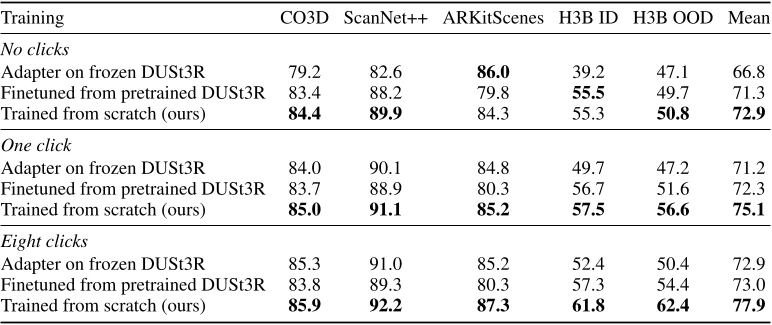 Training CO3D ScanNet++ ARKitScenes H3B ID H3B OOD Mean
No clicks
Adapter on frozen DUSt3R 79.2 82.6 86.0 39.2 47.1 66.8
Finetuned from pretrained DUSt3R 83.4 88.2 79.8 55.5 49.7 71.3
Trained from scratch (ours) 84.4 89.9 84.3 55.3 50.8 72.9
One click
Adapter on frozen DUSt3R 84.0 90.1 84.8 49.7 47.2 71.2
Finetuned from pretrained DUSt3R 83.7 88.9 80.3 56.7 51.6 72.3
Trained from scratch (ours) 85.0 91.1 85.2 57.5 56.6 75.1
Eight clicks
Adapter on frozen DUSt3R 85.3 91.0 85.2 52.4 50.4 72.9
Finetuned from pretrained DUSt3R 83.8 89.3 80.3 57.3 54.4 73.0
Trained from scratch (ours) 85.9 92.2 87.3 61.8 62.4 77.9